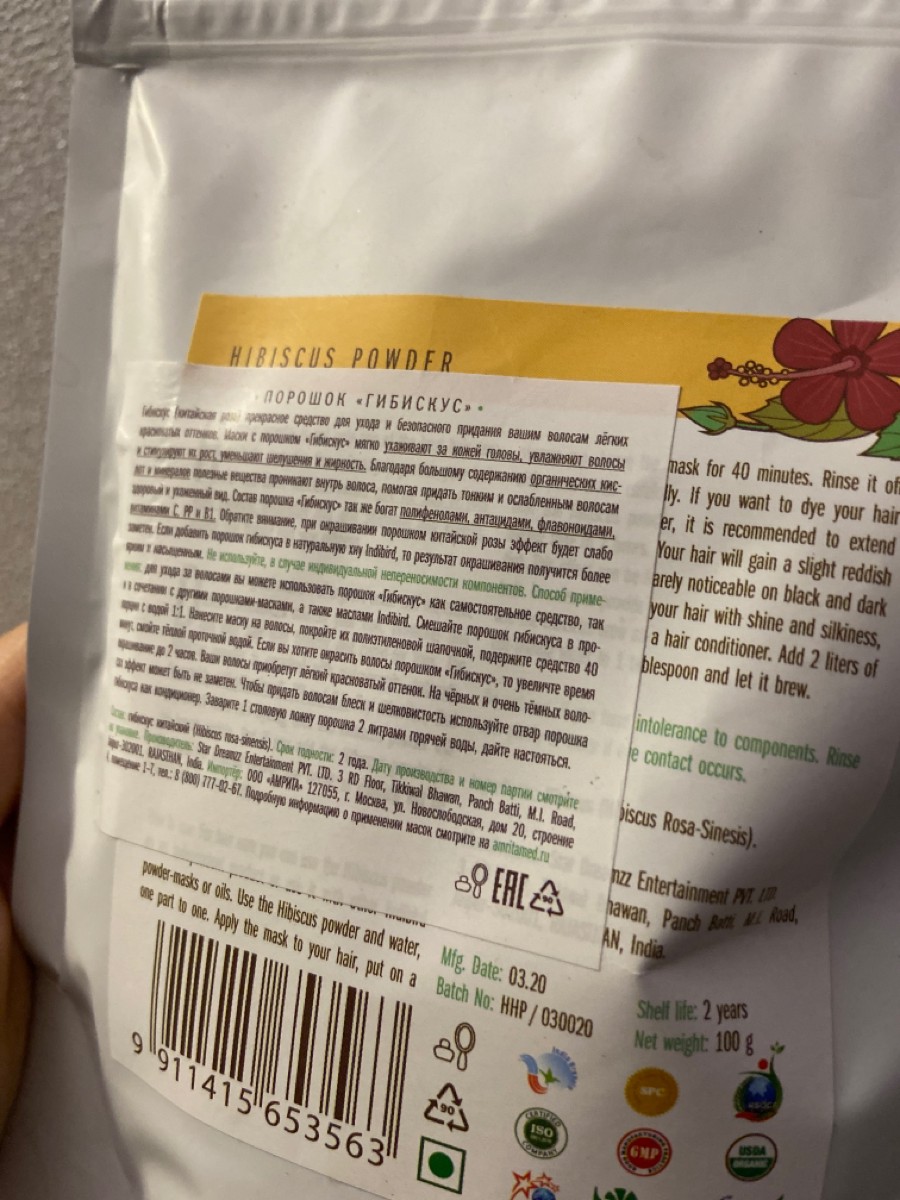 HIBISCUS POWDER
ПОРОШОК «ГИБИСКУС»
Гибискус (китайская роза) прекрасное средство для ухода и безопасного придания вашим волосам лёгких
красноватых оттенков. Маски с порошком «Гибискус» мягко ухаживают за кожей головы, увлажняют волосы
и стимулируют их рост, уменьшают шелушения и жирность. Благодаря большому содержанию органических кис-
лот и минералов полезные вещества проникают внутрь волоса, помогая придать тонким и ослабленным волосам
здоровый и ухоженный вид. Состав порошка «Гибискус» так же богат полифенолами, антацидами, флавоноидами,
витаминами C, PP и B1. Обратите внимание, при окрашивании порошком китайской розы эффект будет слабо
заметен. Если добавить порошок гибискуса в натуральную хну Indibird, то результат окрашивания получится более
ярким и насыщенным. Не используйте, в случае индивидуальной непереносимости компонентов. Способ приме-
нения: для ухода за волосами вы можете использовать порошок «Гибискус» как самостоятельное средство, так
и в сочетании с другими порошками-масками, а также маслами Indibird. Смешайте порошок гибискуса в про-
порции с водой 1:1. Нанесите маску на волосы, покройте их полиэтиленовой шапочкой, подержите средство 40
минут, смойте тёплой проточной водой. Если вы хотите окрасить волосы порошком «Гибискус», то увеличте время
окрашивание до 2 часов. Ваши волосы приобретут лёгкий красноватый оттенок. На чёрных и очень тёмных воло-
сах эффект может быть не заметен. Чтобы придать волосам блеск и шелковистость используйте отвар порошка
гибискуса как кондиционер. Заварите 1 столовую ложку порошка 2 литрами горячей воды, дайте настояться.
Состав: гибискус китайский (Hibiscus rosa-sinensis). Срок годности: 2 года. Дату производства и номер партии смотрите
на упаковке. Производитель: Star Dreamzz Entertainment PVT. LTD. 3 RD Floor, Tikkiwal Bhawan, Panch Batti, M.I. Road,
Jaipur-302001, RAJASTHAN, India. Импортёр: ООО «АМРИТА» 127055, г. Москва, ул. Новослободская, дом 20, строение
помещение 1-7, тел.: 8 (800) 777-02-67. Подробную информацию о применении масок смотрите на amritamed.ru
EAC
90
mask for 40 minutes. Rinse it of
ly. If you want to dye your hair
er, it is recommended to extend
Your hair will gain a slight reddish
arely noticeable on black and dark
your hair with shine and silkiness,
a hair conditioner. Add 2 liters of
blespoon and let it brew.
intolerance to components. Rinse
e contact occurs.
biscus Rosa-Sinesis).
mzz Entertainment PVT. LTD
hawan, Panch Batti, M.I. Road,
AN, India.
powder-masks or oils. Use the Hibiscus powder and water,
one part to one. Apply the mask to your hair, put on a
Mfg. Date: 03.20
Batch No: HHP / 030020
Shelf life: 2 years
Net weight: 100 g
9 911415 653563
90
CERTIFIED
ISO
COMPANY
SPC
GMP
USDA
ORGANIC